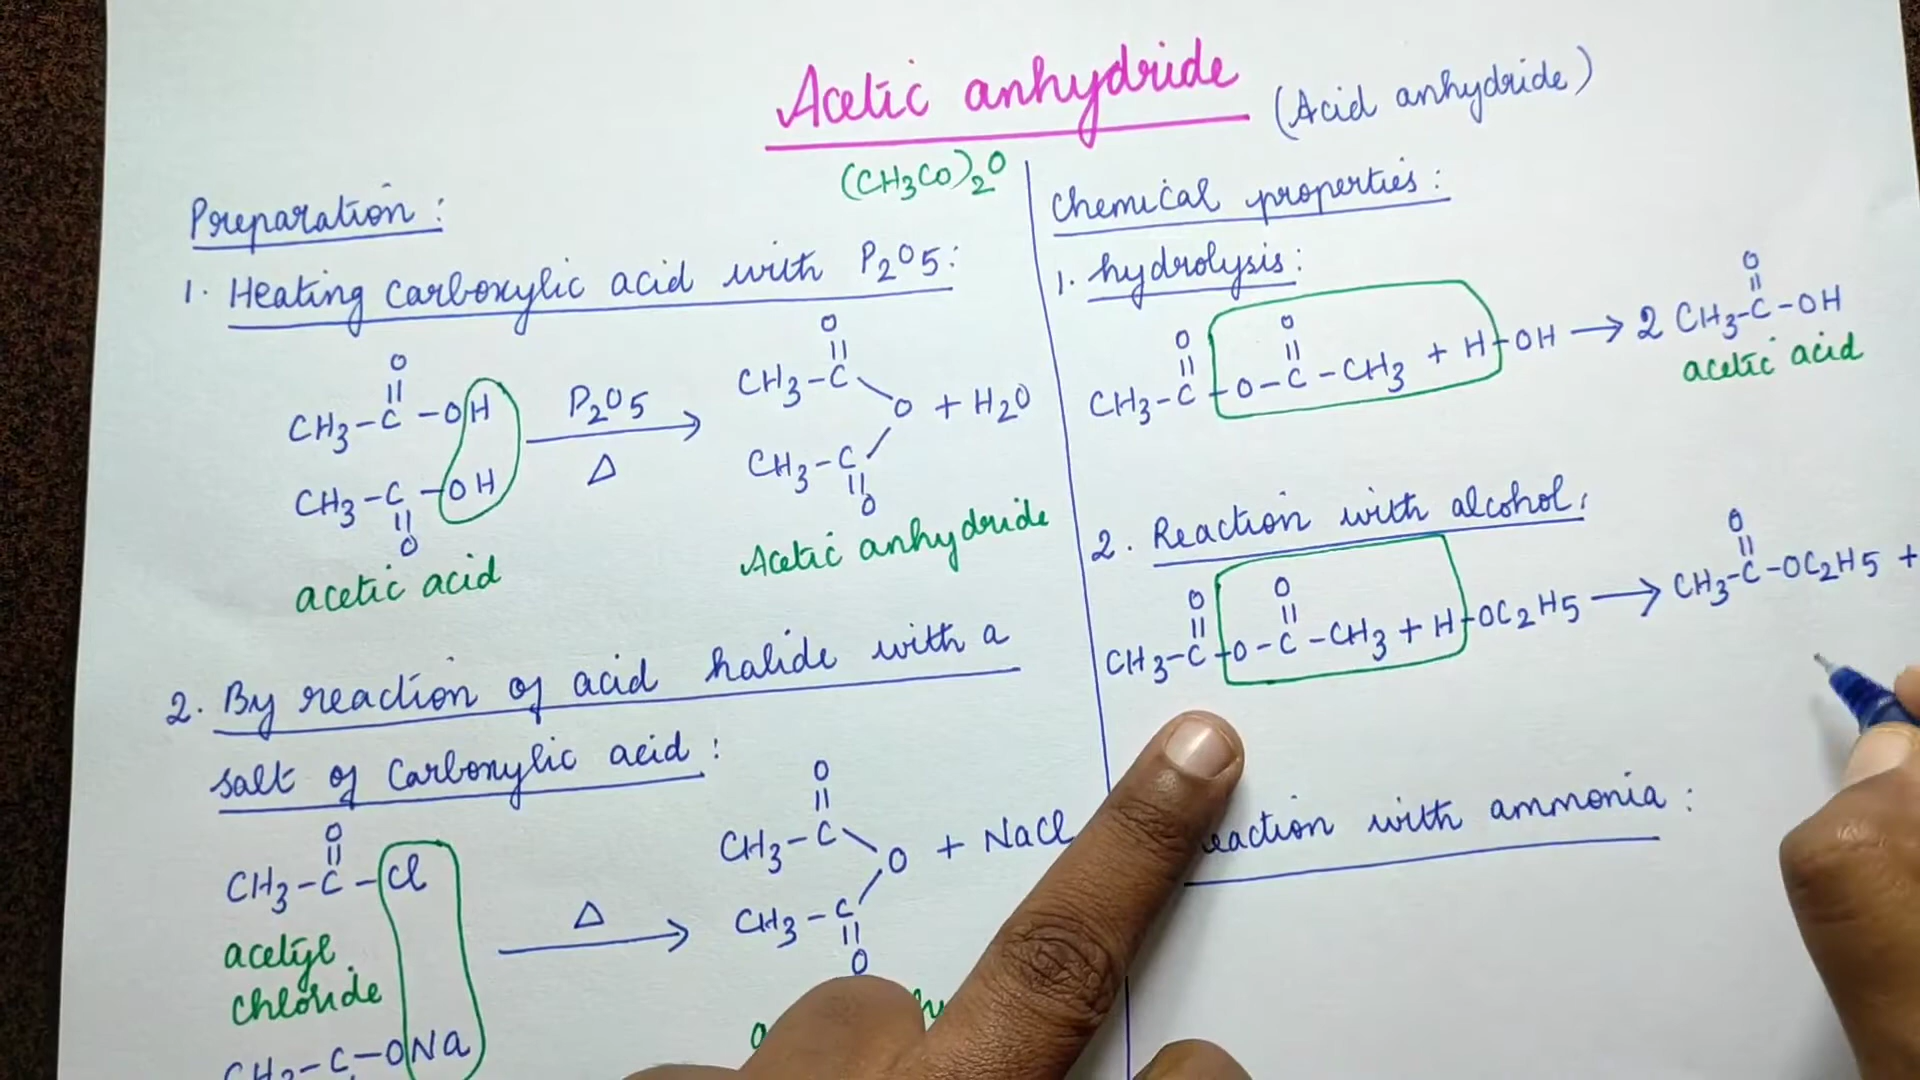 Acetic anhydride (Acid anhydride)
(CH3CO)2O
Preparation:
1. Heating carboxylic acid with P2O5:
O
||
CH3-C-OH
CH3-C-OH
||
O
acetic acid
P2O5
Δ
O
||
CH3-C
O + H2O
CH3-C
||
O
Acetic anhydride
2. By reaction of acid halide with a
salt of Carboxylic acid:
O
||
CH3-C-Cl
acetyl
chloride
CH3-C-ONa
Δ
O
||
CH3-C
O + NaCl
CH3-C
||
O
Chemical properties:
1. hydrolysis:
O O O
|| || ||
CH3-C-O-C-CH3 + H-OH → 2 CH3-C-OH
acetic acid
2. Reaction with alcohol:
O O O
|| || ||
CH3-C-O-C-CH3 + H-OC2H5 → CH3-C-OC2H5 +
eaction with ammonia: